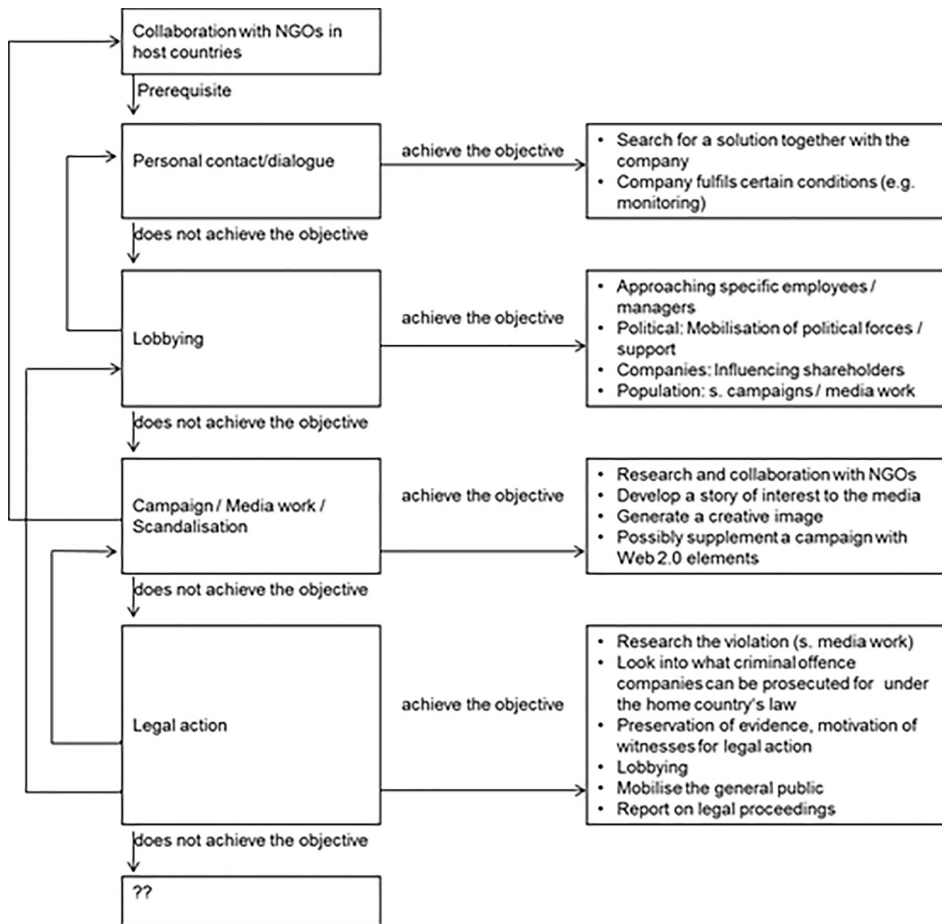 Collaboration with NGOs in
host countries
Prerequisite
Personal contact/dialogue
achieve the objective
• Search for a solution together with the
company
• Company fulfils certain conditions (e.g.
monitoring)
does not achieve the objective
Lobbying
achieve the objective
• Approaching specific employees /
managers
• Political: Mobilisation of political forces /
support
• Companies: Influencing shareholders
• Population: s. campaigns / media work
does not achieve the objective
Campaign / Media work /
Scandalisation
achieve the objective
• Research and collaboration with NGOs
• Develop a story of interest to the media
• Generate a creative image
• Possibly supplement a campaign with
Web 2.0 elements
does not achieve the objective
Legal action
achieve the objective
• Research the violation (s. media work)
• Look into what criminal offence
companies can be prosecuted for under
the home country's law
• Preservation of evidence, motivation of
witnesses for legal action
• Lobbying
• Mobilise the general public
• Report on legal proceedings
does not achieve the objective
??